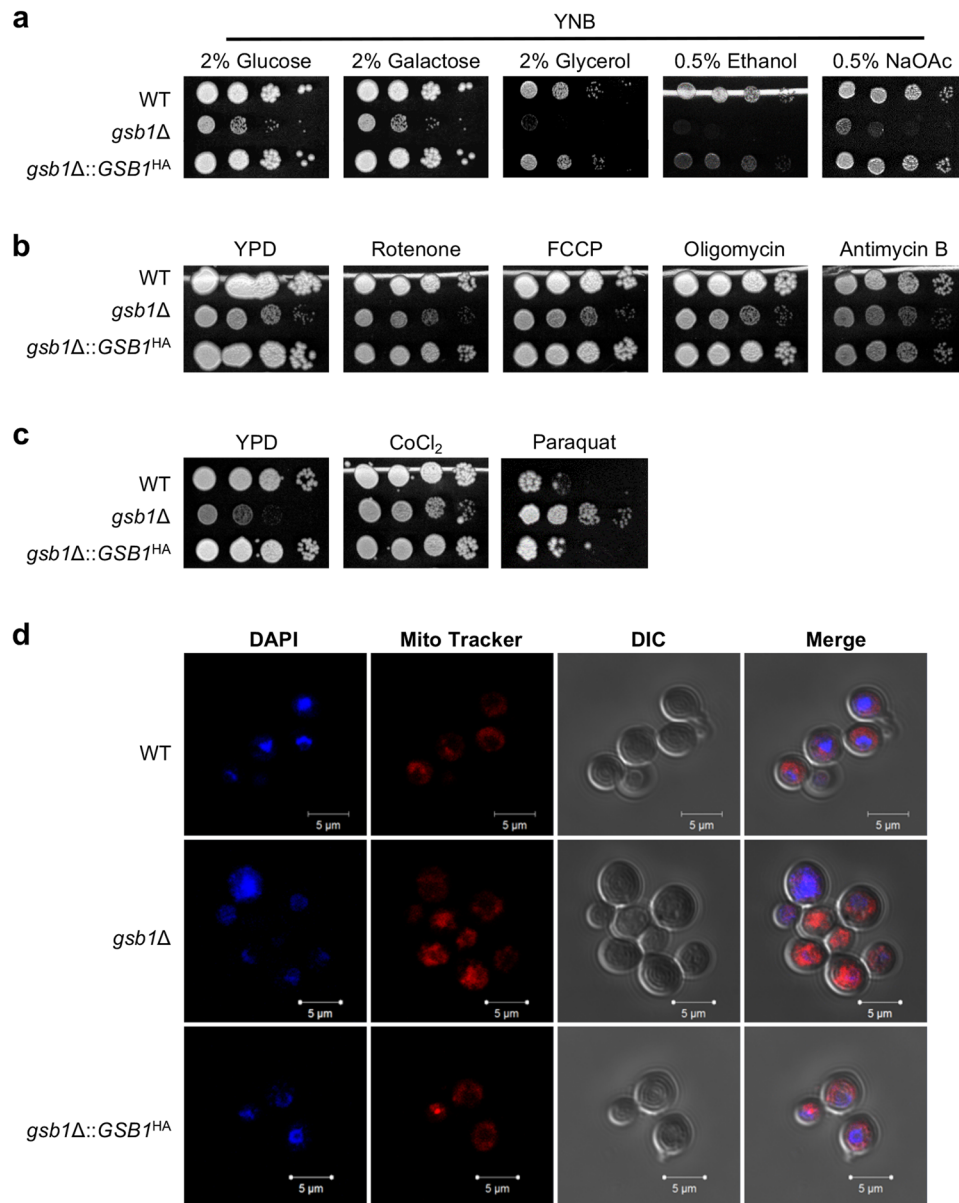 a
YNB
2% Glucose 2% Galactose 2% Glycerol 0.5% Ethanol 0.5% NaOAc
WT
gsb1Δ
gsb1Δ::GSB1ᴴᴬ
b
YPD Rotenone FCCP Oligomycin Antimycin B
WT
gsb1Δ
gsb1Δ::GSB1ᴴᴬ
c
YPD CoCl₂ Paraquat
WT
gsb1Δ
gsb1Δ::GSB1ᴴᴬ
d
DAPI Mito Tracker DIC Merge
WT
5 µm 5 µm 5 µm 5 µm
gsb1Δ
5 µm 5 µm 5 µm 5 µm
gsb1Δ::GSB1ᴴᴬ
5 µm 5 µm 5 µm 5 µm